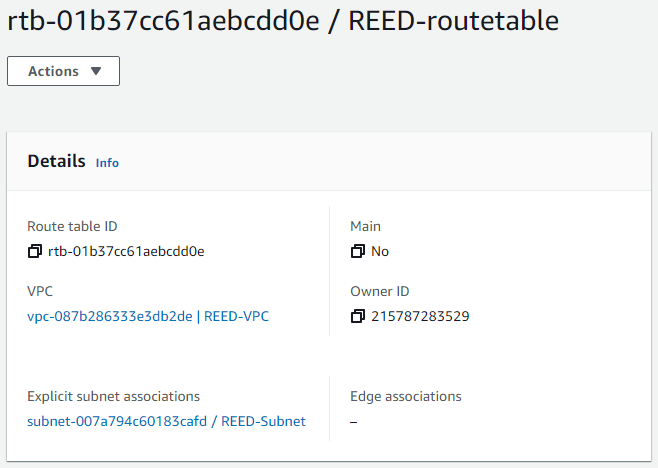 rtb-01b37cc61aebcdd0e / REED-routetable
Actions
Details Info
Route table ID
rtb-01b37cc61aebcdd0e
Main
No
VPC
vpc-087b286333e3db2de | REED-VPC
Owner ID
215787283529
Explicit subnet associations
subnet-007a794c60183cafd / REED-Subnet
Edge associations
–